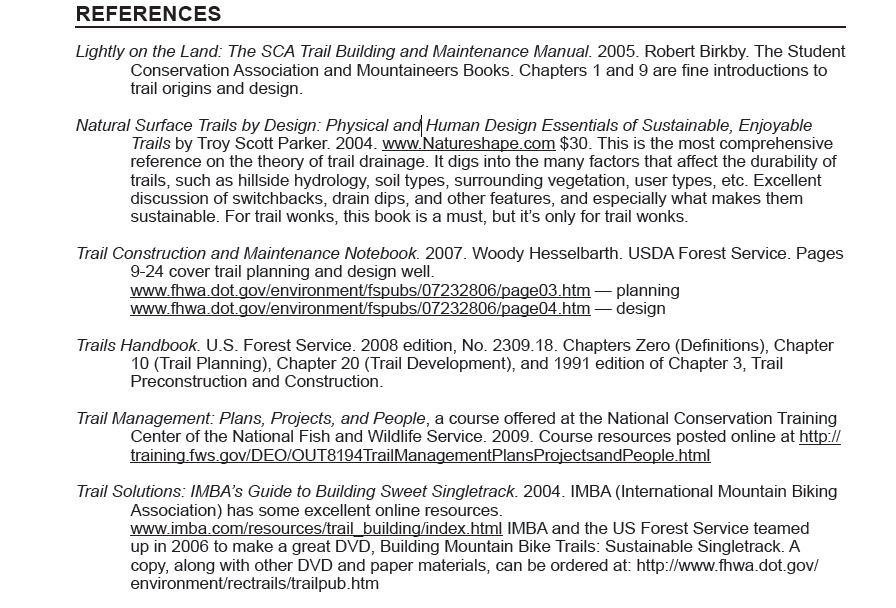 REFERENCES
Lightly on the Land: The SCA Trail Building and Maintenance Manual. 2005. Robert Birkby. The Student
Conservation Association and Mountaineers Books. Chapters 1 and 9 are fine introductions to
trail origins and design.
Natural Surface Trails by Design: Physical and Human Design Essentials of Sustainable, Enjoyable
Trails by Troy Scott Parker. 2004. www.Natureshape.com $30. This is the most comprehensive
reference on the theory of trail drainage. It digs into the many factors that affect the durability of
trails, such as hillside hydrology, soil types, surrounding vegetation, user types, etc. Excellent
discussion of switchbacks, drain dips, and other features, and especially what makes them
sustainable. For trail wonks, this book is a must, but it’s only for trail wonks.
Trail Construction and Maintenance Notebook. 2007. Woody Hesselbarth. USDA Forest Service. Pages
9-24 cover trail planning and design well.
www.fhwa.dot.gov/environment/fspubs/07232806/page03.htm — planning
www.fhwa.dot.gov/environment/fspubs/07232806/page04.htm — design
Trails Handbook. U.S. Forest Service. 2008 edition, No. 2309.18. Chapters Zero (Definitions), Chapter
10 (Trail Planning), Chapter 20 (Trail Development), and 1991 edition of Chapter 3, Trail
Preconstruction and Construction.
Trail Management: Plans, Projects, and People, a course offered at the National Conservation Training
Center of the National Fish and Wildlife Service. 2009. Course resources posted online at http://
training.fws.gov/DEO/OUT8194TrailManagementPlansProjectsandPeople.html
Trail Solutions: IMBA’s Guide to Building Sweet Singletrack. 2004. IMBA (International Mountain Biking
Association) has some excellent online resources.
www.imba.com/resources/trail_building/index.html IMBA and the US Forest Service teamed
up in 2006 to make a great DVD, Building Mountain Bike Trails: Sustainable Singletrack. A
copy, along with other DVD and paper materials, can be ordered at: http://www.fhwa.dot.gov/
environment/rectrails/trailpub.htm